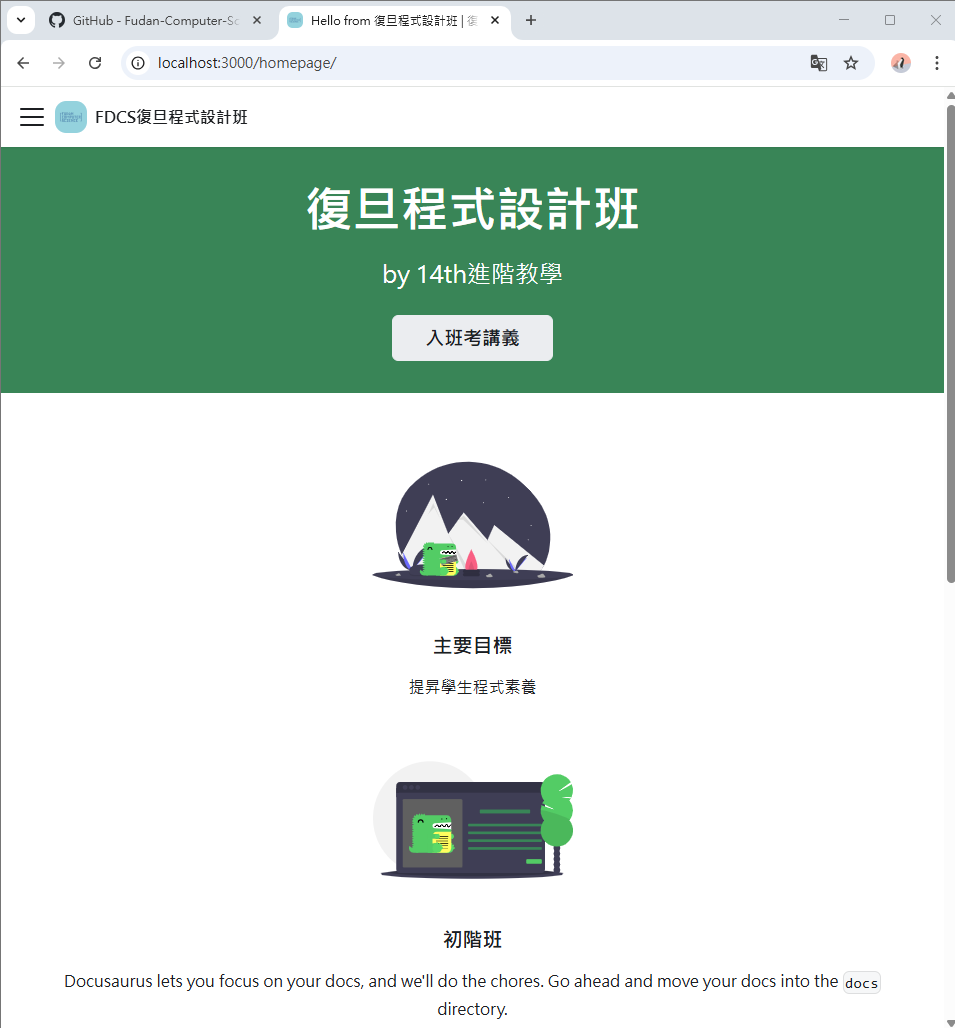 GitHub - Fudan-Computer-Sc
Hello from 復旦程式設計班 | 復
localhost:3000/homepage/
FDCS復旦程式設計班
復旦程式設計班
by 14th進階教學
入班考講義
主要目標
提昇學生程式素養
初階班
Docusaurus lets you focus on your docs, and we'll do the chores. Go ahead and move your docs into the docs
directory.